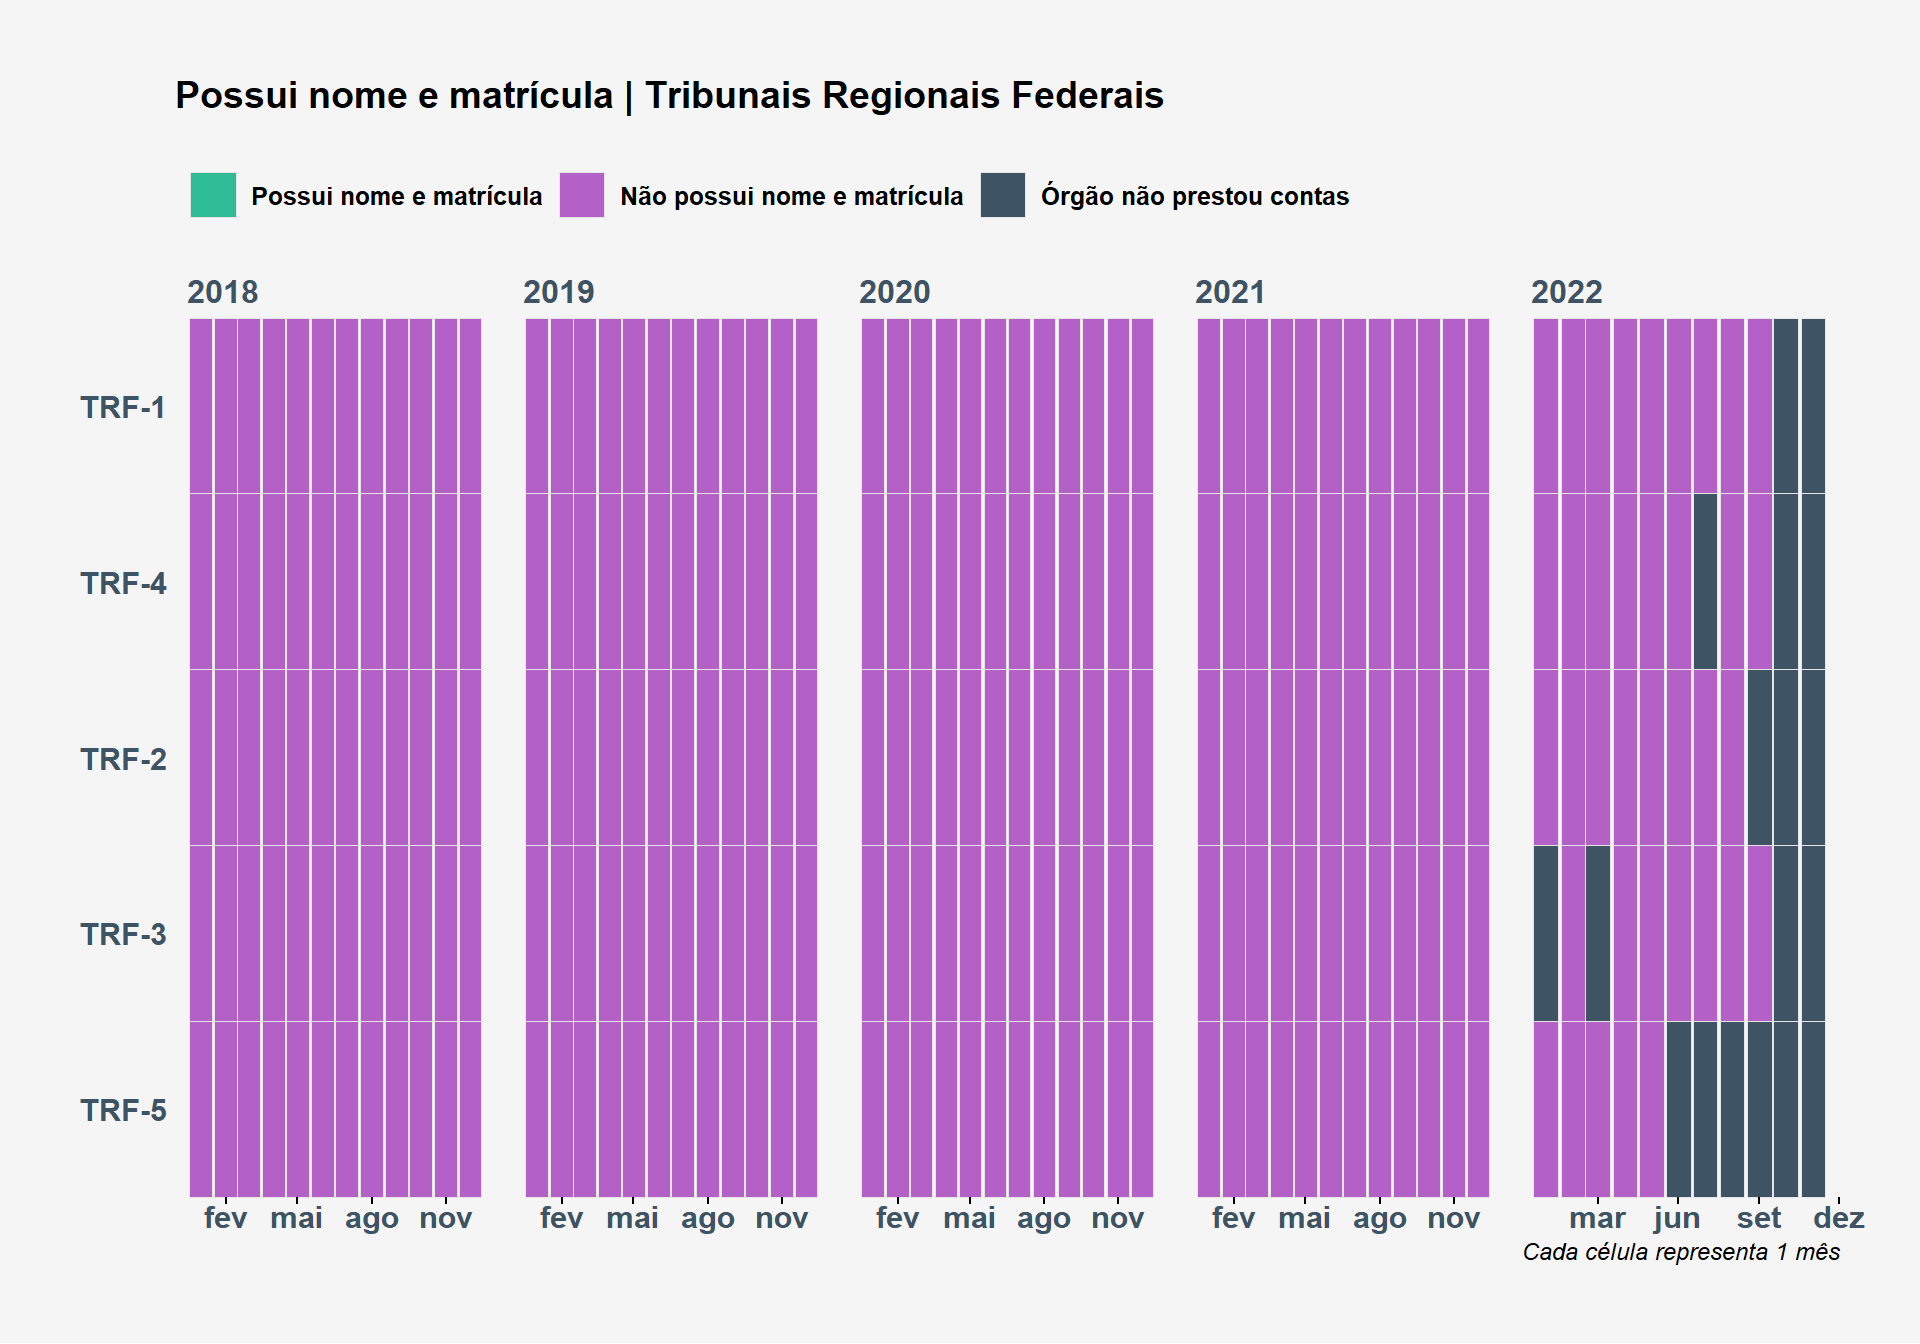 Possui nome e matrícula | Tribunais Regionais Federais
Possui nome e matrícula Não possui nome e matrícula Órgão não prestou contas
2018 2019 2020 2021 2022
TRF-1
TRF-4
TRF-2
TRF-3
TRF-5
fev mai ago nov fev mai ago nov fev mai ago nov fev mai ago nov mar jun set dez
Cada célula representa 1 mês